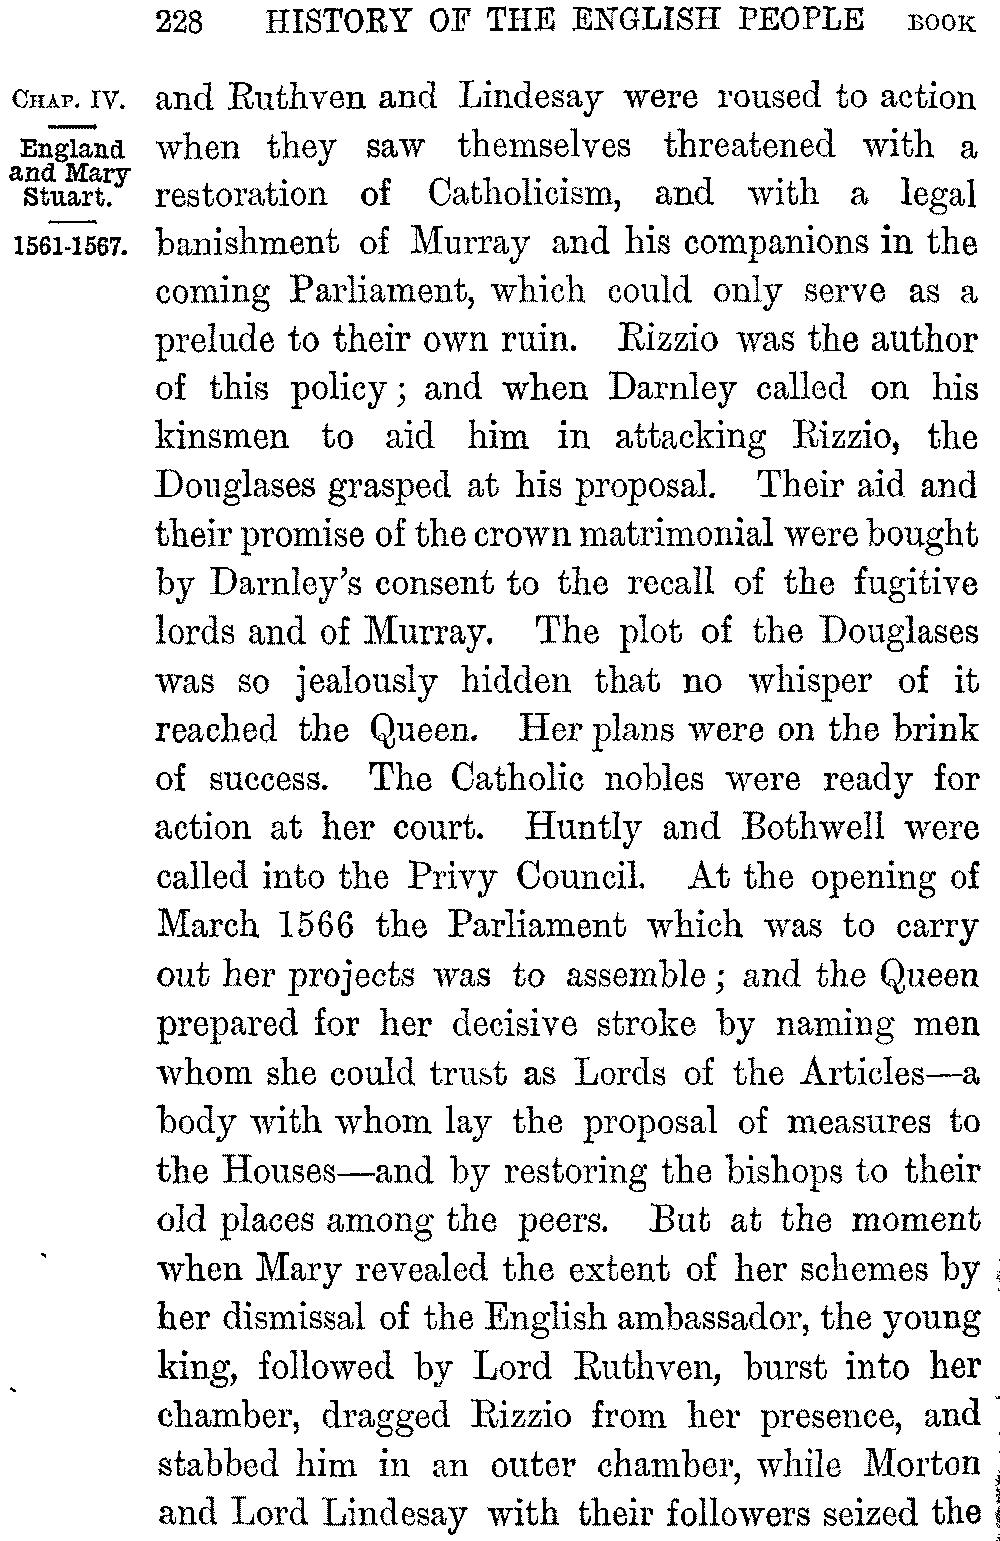 228 HISTORY OF THE ENGLISH PEOPLE BOOK
CHAP. IV.
England
and Mary
Stuart.
1561-1567.
and Ruthven and Lindesay were roused to action
when they saw themselves threatened with a
restoration of Catholicism, and with a legal
banishment of Murray and his companions in the
coming Parliament, which could only serve as a
prelude to their own ruin. Rizzio was the author
of this policy; and when Darnley called on his
kinsmen to aid him in attacking Rizzio, the
Douglases grasped at his proposal. Their aid and
their promise of the crown matrimonial were bought
by Darnley's consent to the recall of the fugitive
lords and of Murray. The plot of the Douglases
was so jealously hidden that no whisper of it
reached the Queen. Her plans were on the brink
of success. The Catholic nobles were ready for
action at her court. Huntly and Bothwell were
called into the Privy Council. At the opening of
March 1566 the Parliament which was to carry
out her projects was to assemble; and the Queen
prepared for her decisive stroke by naming men
whom she could trust as Lords of the Articles—a
body with whom lay the proposal of measures to
the Houses—and by restoring the bishops to their
old places among the peers. But at the moment
when Mary revealed the extent of her schemes by
her dismissal of the English ambassador, the young
king, followed by Lord Ruthven, burst into her
chamber, dragged Rizzio from her presence, and
stabbed him in an outer chamber, while Morton
and Lord Lindesay with their followers seized the